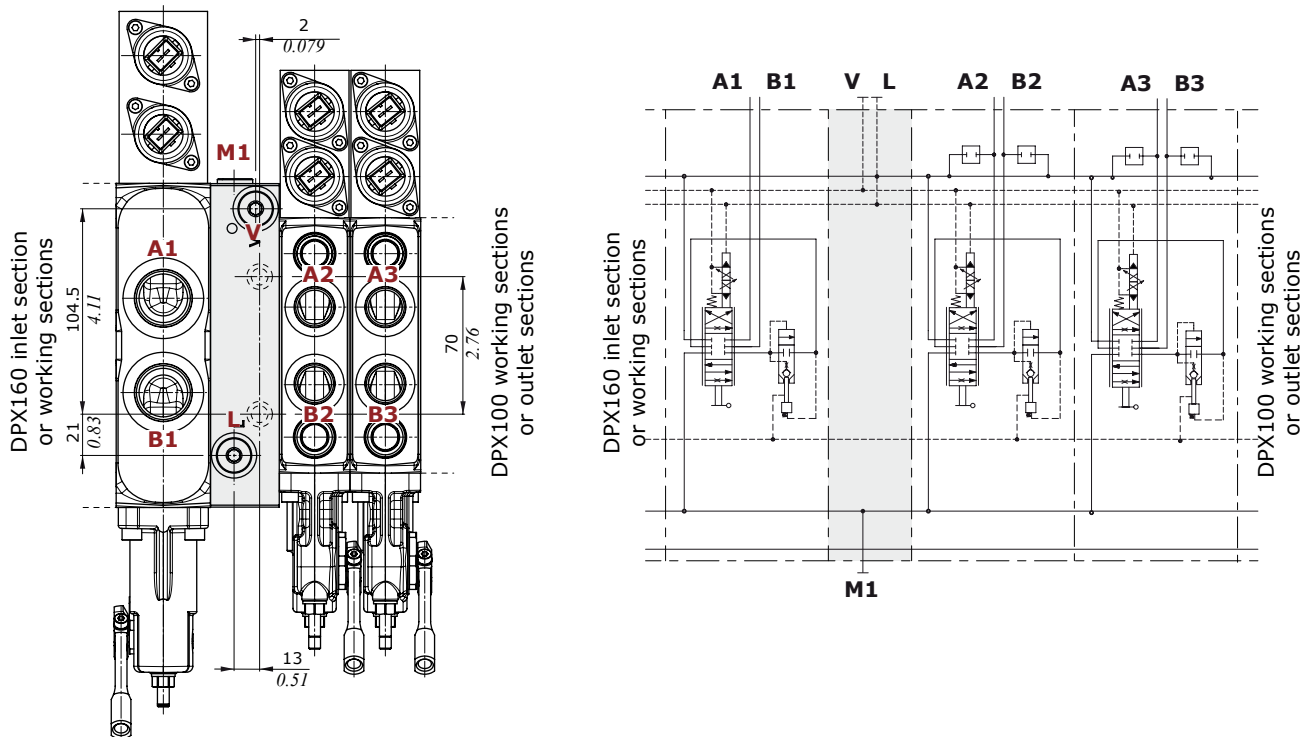 2
0.079
M1
V
A1
A2
A3
B1
B2
B3
L
104.5
4.11
21
0.83
70
2.76
13
0.51
DPX160 inlet section
or working sections
DPX100 working sections
or outlet sections
A1 B1 V L A2 B2 A3 B3
DPX160 inlet section
or working sections
DPX100 working sections
or outlet sections
M1